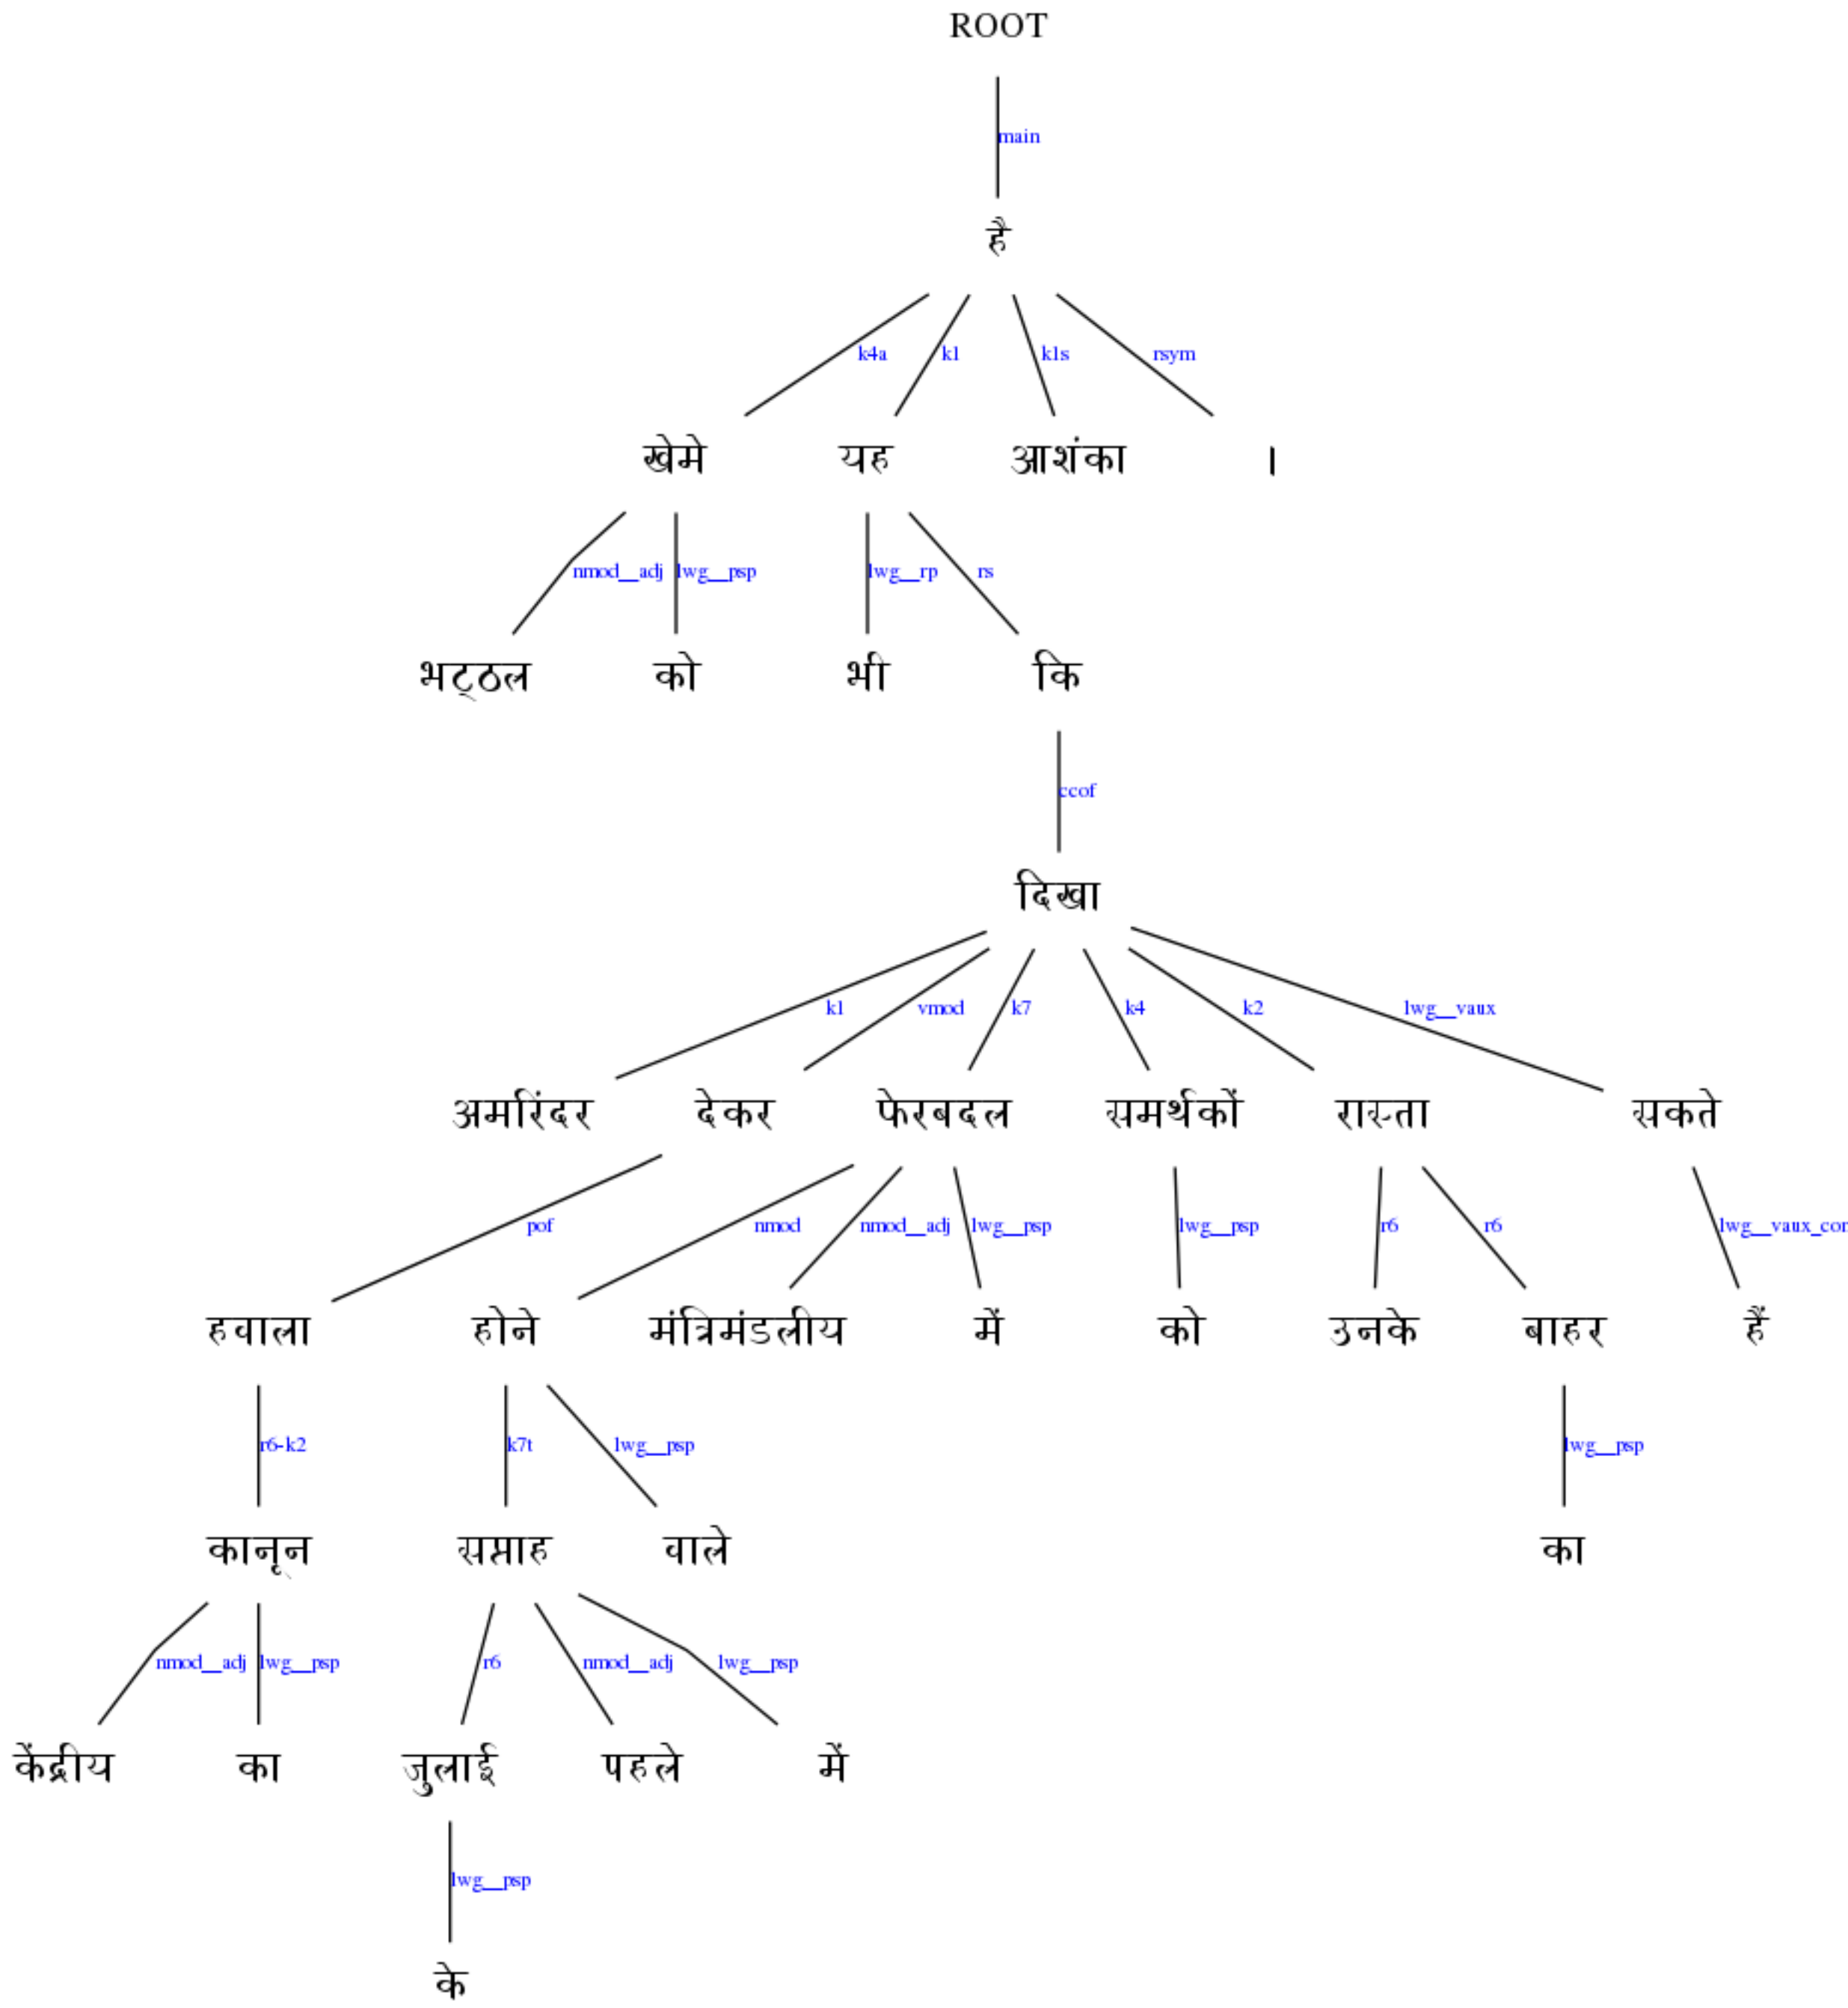 ROOT
main
है
k4a k1 k1s rsym
खेमे यह आशंका ।
nmod__adj lwg__psp lwg__rp rs
भट्ठल को भी कि
ccof
दिखा
k1 vmod k7 k4 k2 lwg__vaux
अमरिंदर देकर फेरबदल समर्थकों रास्ता सकते
pof nmod nmod__adj lwg__psp lwg__psp r6 r6 lwg__vaux_cor
हवाला होने मंत्रिमंडलीय में को उनके बाहर हैं
r6-k2 k7t lwg__psp lwg__psp
कानून सप्ताह वाले का
nmod__adj lwg__psp r6 nmod__adj lwg__psp
केंद्रीय का जुलाई पहले में
lwg__psp
के